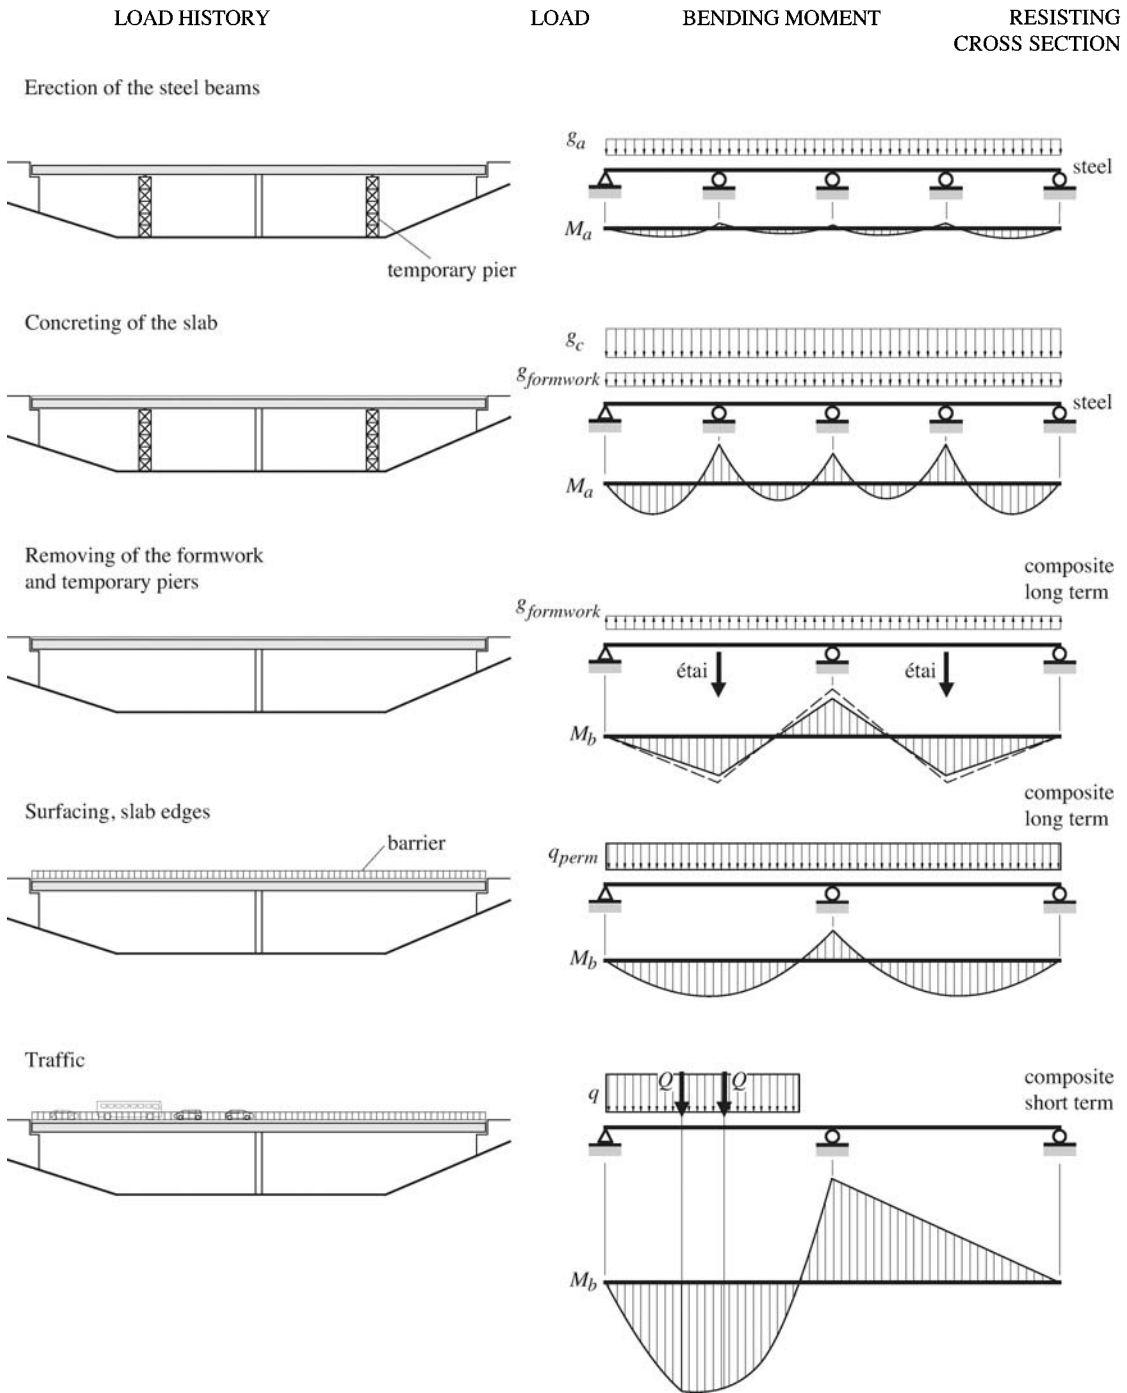 LOAD HISTORY
LOAD
BENDING MOMENT
RESISTING
CROSS SECTION
Erection of the steel beams
temporary pier
g_a
steel
M_a
Concreting of the slab
g_c
g_formwork
steel
M_a
Removing of the formwork
and temporary piers
composite
long term
g_formwork
étai
étai
M_b
Surfacing, slab edges
barrier
composite
long term
q_perm
M_b
Traffic
q
Q
Q
composite
short term
M_b